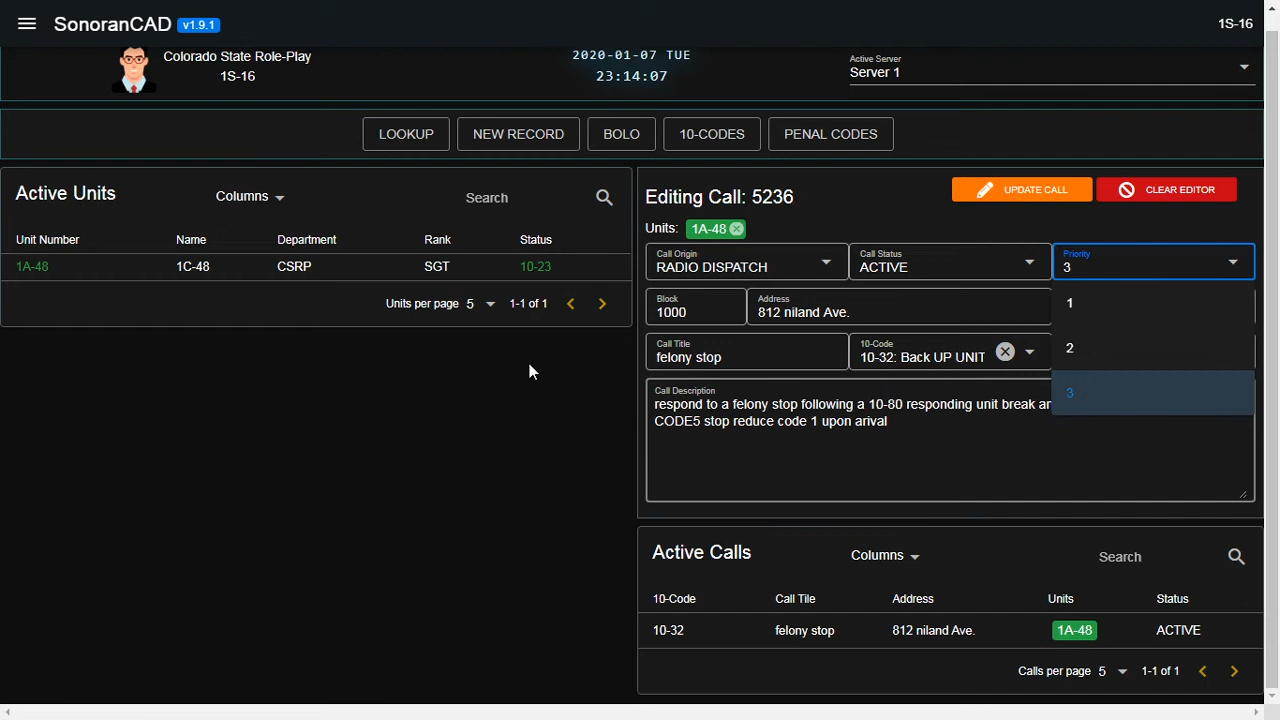 SonoranCAD v1.9.1
1S-16
Colorado State Role-Play
1S-16
2020-01-07 TUE
23:14:07
Active Server
Server 1
LOOKUP
NEW RECORD
BOLO
10-CODES
PENAL CODES
Active Units
Columns
Search
Unit Number Name Department Rank Status
1A-48 1C-48 CSRP SGT 10-23
Units per page 5 1-1 of 1
Editing Call: 5236
UPDATE CALL
CLEAR EDITOR
Units: 1A-48
Call Origin
RADIO DISPATCH
Call Status
ACTIVE
Priority
3
1
2
3
Block
1000
Address
812 niland Ave.
Call Title
felony stop
10-Code
10-32: Back UP UNIT
Call Description
respond to a felony stop following a 10-80 responding unit break
CODE5 stop reduce code 1 upon arival
Active Calls
Columns
Search
10-Code Call Tile Address Units Status
10-32 felony stop 812 niland Ave. 1A-48 ACTIVE
Calls per page 5 1-1 of 1